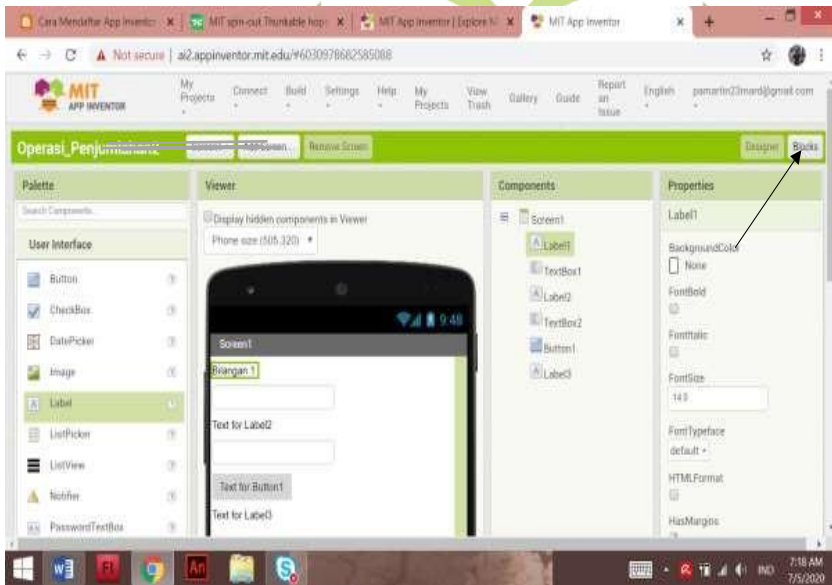 Cara Mendaftar App Inventor
MIT spin-out Thunkable hop
MIT App Inventor | Explore M
MIT App Inventor
Not secure | ai2.appinventor.mit.edu/#6030978682585088
MIT
APP INVENTOR
My Projects
Connect
Build
Settings
Help
My Projects
View Trash
Gallery
Guide
Report an Issue
English
Remove Screen
Designer
Blocks
Palette
Search Components...
User Interface
Button
CheckBox
DatePicker
Image
Label
ListPicker
ListView
Notifier
PasswordTextBox
Viewer
Display hidden components in Viewer
Phone size (505,320)
9:48
Screen1
Bilangan 1
Text for Label2
Text for Button1
Text for Label3
Components
Screen1
Label1
TextBox1
Label2
TextBox2
Button1
Label3
Properties
Label1
BackgroundColor
None
FontBold
FontItalic
FontSize
14.0
FontTypeface
default
HTMLFormat
HasMargins
IND
7:18 AM
7/5/2020